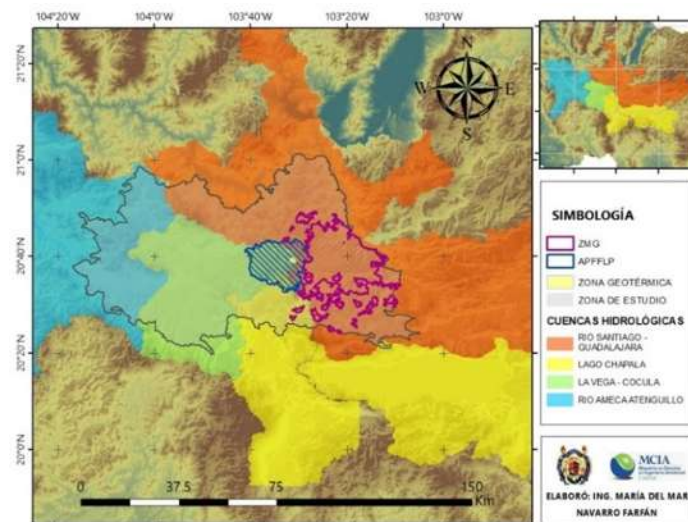 104°20'W 104°0'W 103°40'W 103°20'W 103°0'W
21°20'N
21°0'N
20°40'N
20°20'N
20°0'N
N
W E
S
0 37.5 75 150
Km
SIMBOLOGÍA
ZMG
APFFLP
ZONA GEOTÉRMICA
ZONA DE ESTUDIO
CUENCAS HIDROLÓGICAS
RIO SANTIAGO -
GUADALAJARA
LAGO CHAPALA
LA VEGA - COCULA
RIO AMECA ATENGUILLO
MCIA
ELABORÓ: ING. MARÍA DEL MAR
NAVARRO FARFÁN